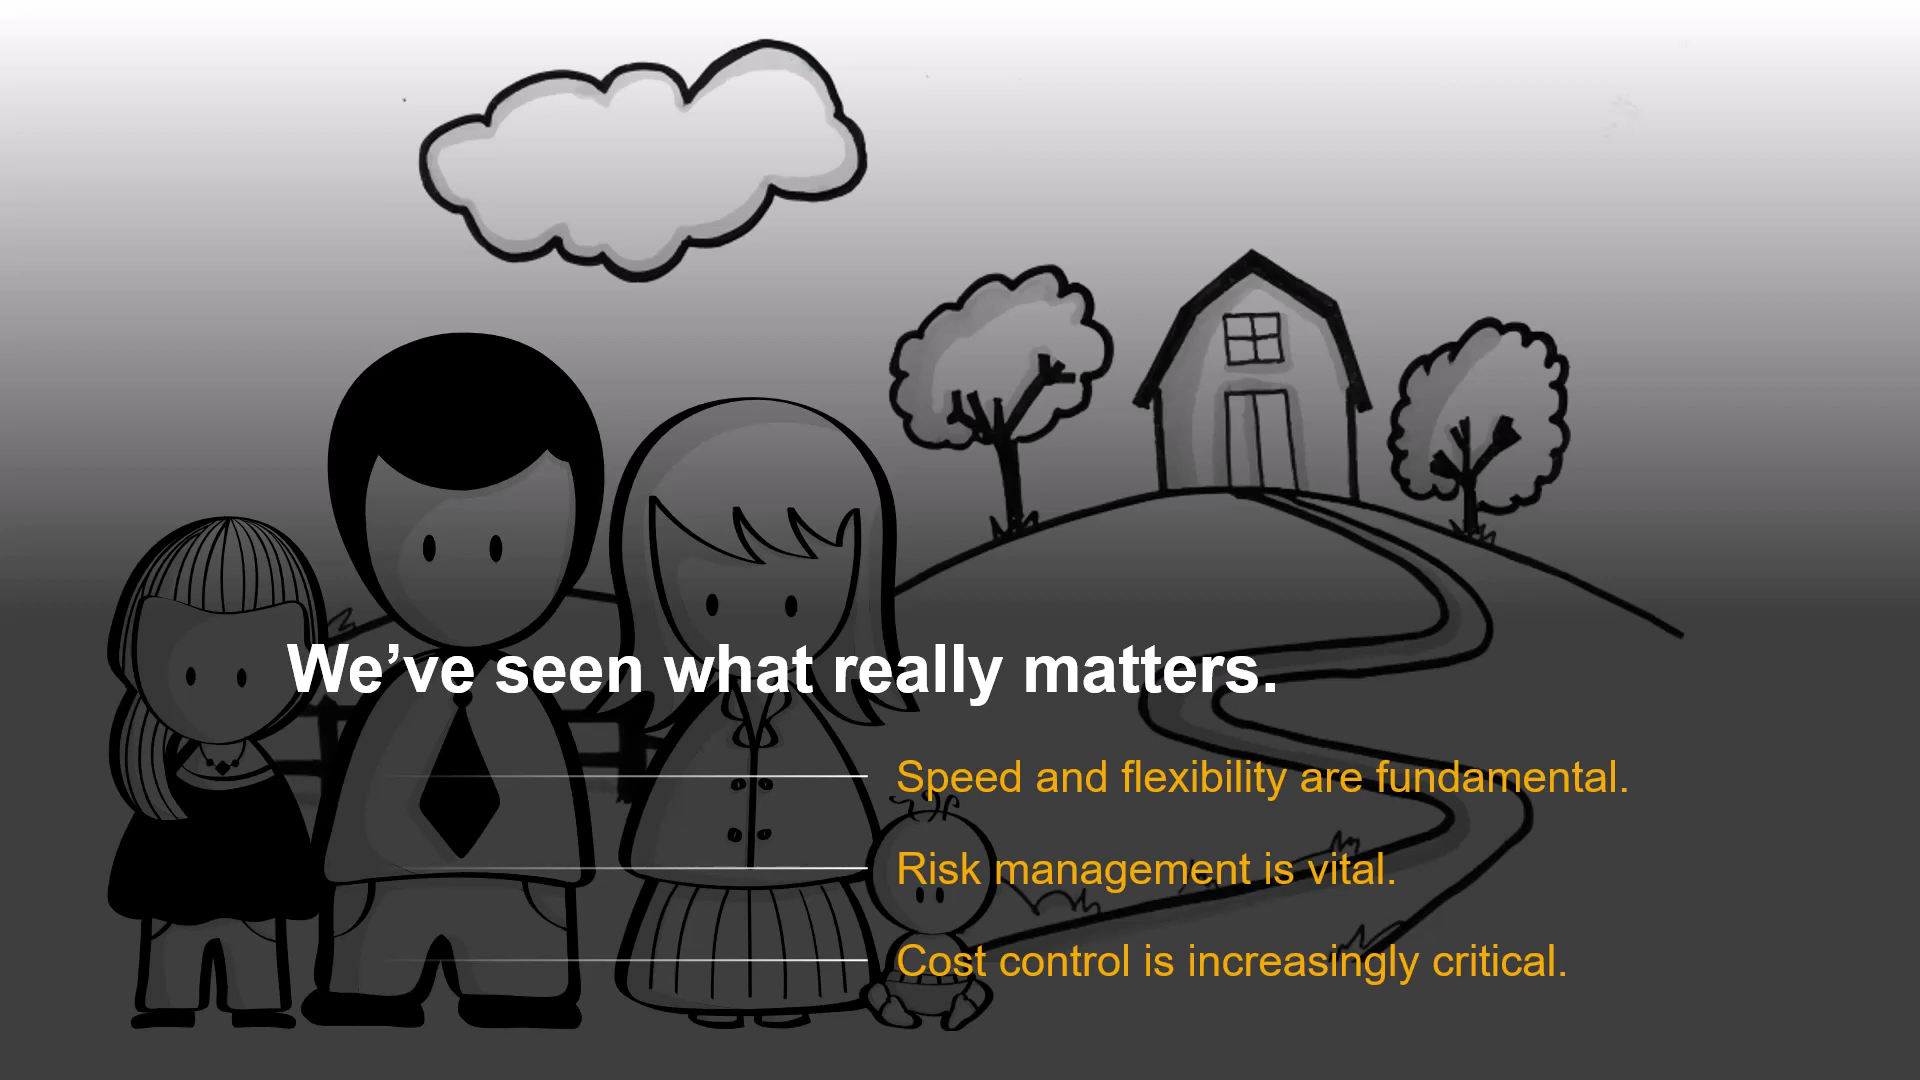 We’ve seen what really matters.
Speed and flexibility are fundamental.
Risk management is vital.
Cost control is increasingly critical.